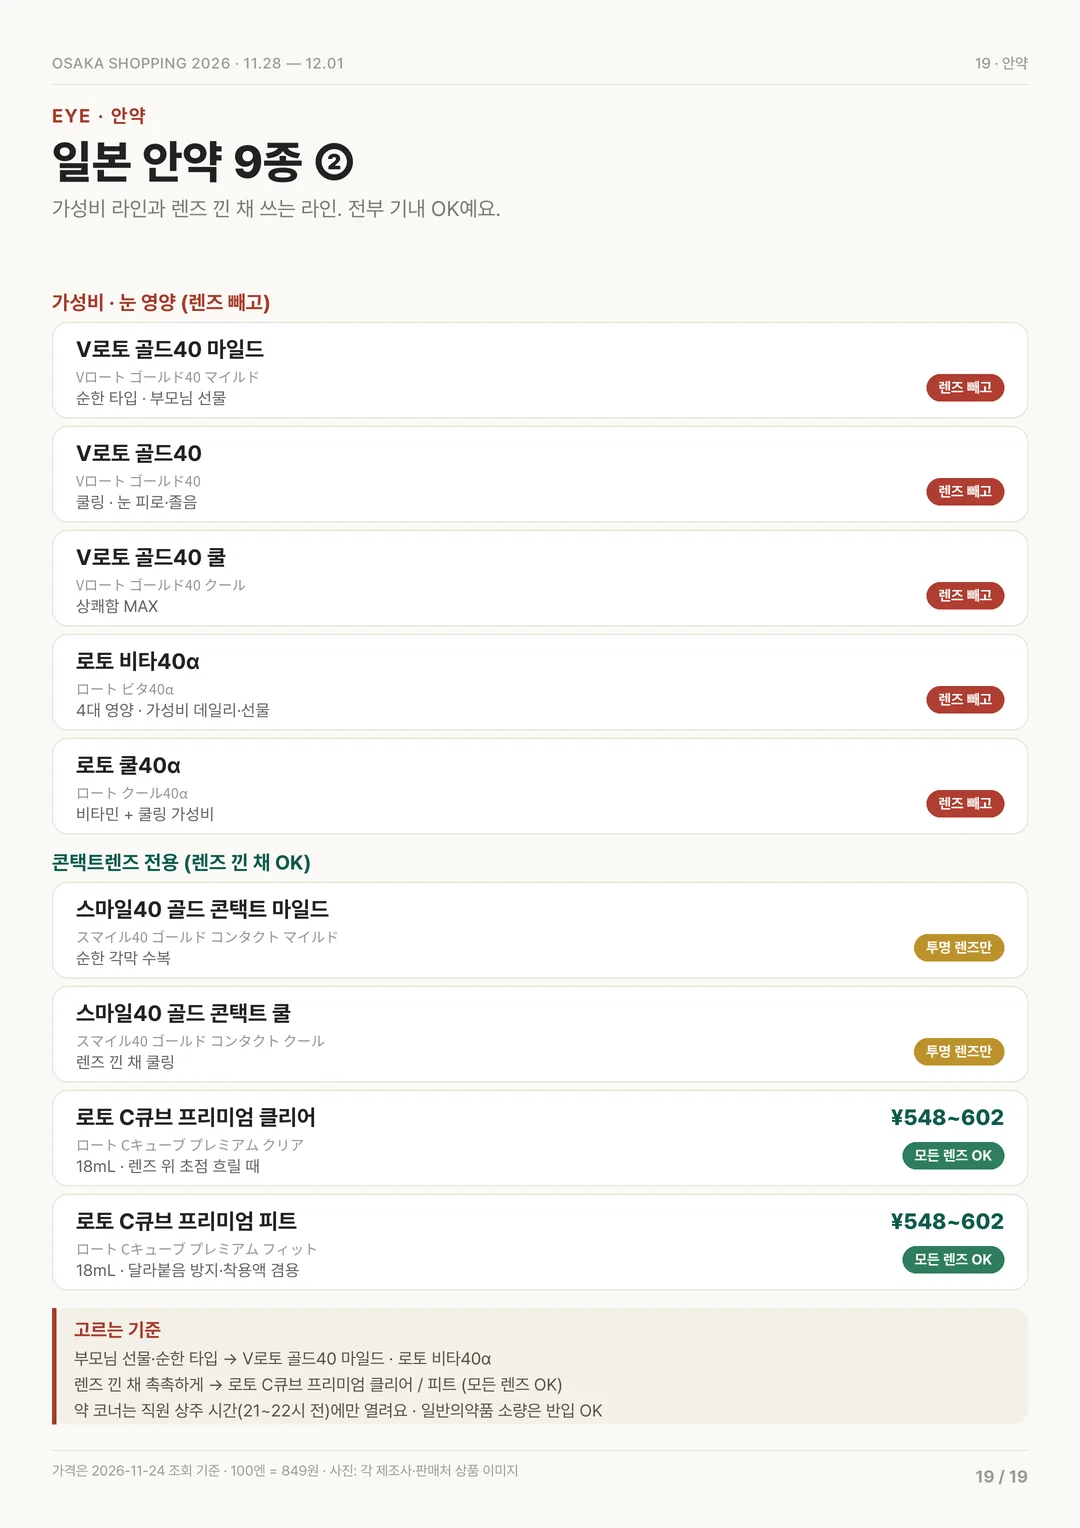 OSAKA SHOPPING 2026 · 11.28 — 12.01
19 · 안약
EYE · 안약
일본 안약 9종 ②
가성비 라인과 렌즈 낀 채 쓰는 라인. 전부 기내 OK예요.
가성비 · 눈 영양 (렌즈 빼고)
V로토 골드40 마일드
Vロート ゴールド40 マイルド
순한 타입 · 부모님 선물
렌즈 빼고
V로토 골드40
Vロート ゴールド40
쿨링 · 눈 피로·졸음
렌즈 빼고
V로토 골드40 쿨
Vロート ゴールド40 クール
상쾌함 MAX
렌즈 빼고
로토 비타40α
ロート ビタ40α
4대 영양 · 가성비 데일리·선물
렌즈 빼고
로토 쿨40α
ロート クール40α
비타민 + 쿨링 가성비
렌즈 빼고
콘택트렌즈 전용 (렌즈 낀 채 OK)
스마일40 골드 콘택트 마일드
スマイル40 ゴールド コンタクト マイルド
순한 각막 수복
투명 렌즈만
스마일40 골드 콘택트 쿨
スマイル40 ゴールド コンタクト クール
렌즈 낀 채 쿨링
투명 렌즈만
로토 C큐브 프리미엄 클리어
ロート Cキューブ プレミアム クリア
18mL · 렌즈 위 초점 흐릴 때
¥548~602
모든 렌즈 OK
로토 C큐브 프리미엄 피트
ロート Cキューブ プレミアム フィット
18mL · 달라붙음 방지·착용액 겸용
¥548~602
모든 렌즈 OK
고르는 기준
부모님 선물·순한 타입 → V로토 골드40 마일드 · 로토 비타40α
렌즈 낀 채 촉촉하게 → 로토 C큐브 프리미엄 클리어 / 피트 (모든 렌즈 OK)
약 코너는 직원 상주 시간(21~22시 전)에만 열려요 · 일반의약품 소량은 반입 OK
가격은 2026-11-24 조회 기준 · 100엔 = 849원 · 사진: 각 제조사·판매처 상품 이미지
19 / 19